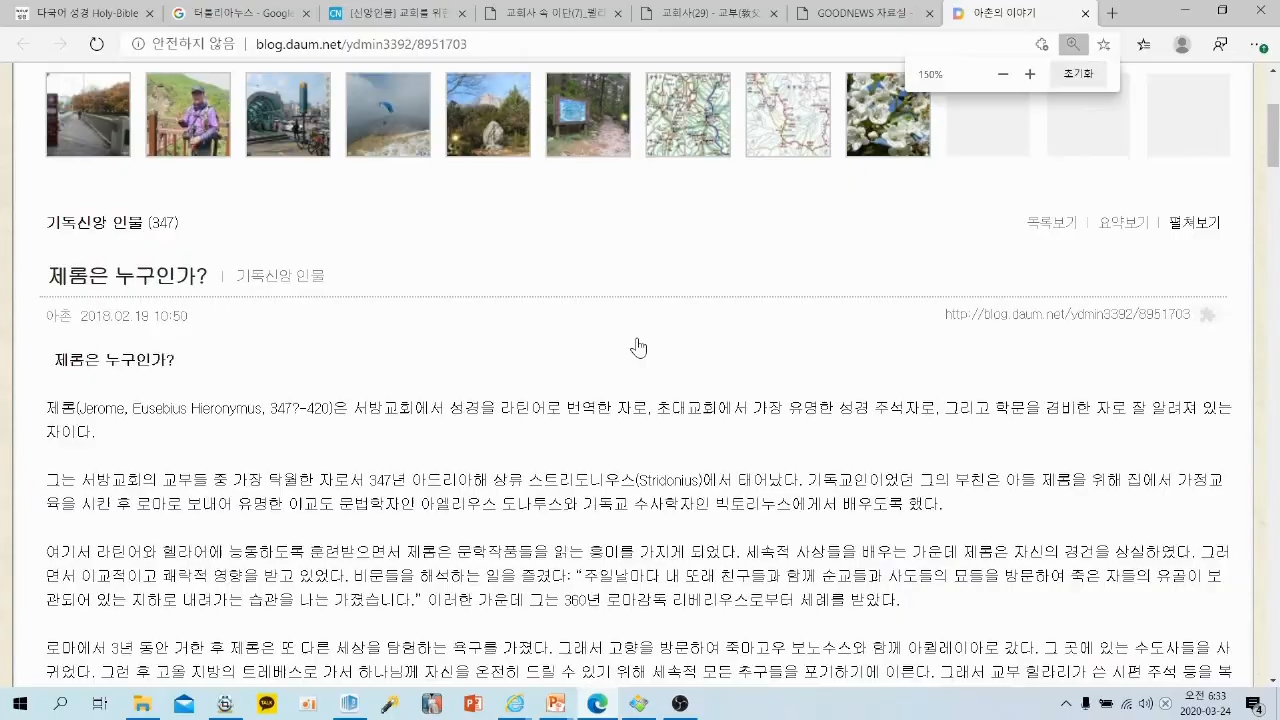 다국어 성경 Holy-Bible
터툴리아누스 - Google
[신앙인물] 교회를 위한
교회사 속 이단(7)_필리
교회사(29) - 교부(敎父
GOODNEWS 자료실 -
아촌의 이야기
안전하지 않음 | blog.daum.net/ydmin3392/8951703
150%
초기화
기독신앙 인물 (347)
목록보기 | 요약보기 | 펼쳐보기
제롬은 누구인가? | 기독신앙 인물
아촌 2018.02.19 10:50
http://blog.daum.net/ydmin3392/8951703
제롬은 누구인가?
제롬(Jerome, Eusebius Hieronymus, 347?-420)은 서방교회에서 성경을 라틴어로 번역한 자로, 초대교회에서 가장 유명한 성경 주석자로, 그리고 학문을 겸비한 자로 잘 알려져 있는
자이다.
그는 서방교회의 교부들 중 가장 탁월한 자로서 347년 아드리아해 상류 스트리도니우스(Stridonius)에서 태어났다. 기독교인이었던 그의 부친은 아들 제롬을 위해 집에서 가정교
육을 시킨 후 로마로 보내어 유명한 이교도 문법학자인 아엘리우스 도나투스와 기독교 수사학자인 빅토리누스에게서 배우도록 했다.
여기서 라틴어와 헬라어에 능통하도록 훈련받으면서 제롬은 문학작품들을 읽는 흥미를 가지게 되었다. 세속적 사상들을 배우는 가운데 제롬은 자신의 경건을 상실하였다. 그러
면서 이교적이고 쾌락적 영향을 받고 있었다. 비문들을 해석하는 일을 즐겼다: “주일날마다 내 또래 친구들과 함께 순교들과 사도들의 묘들을 방문하여 죽은 자들의 유골이 보
관되어 있는 지하로 내려가는 습관을 나는 가졌습니다.” 이러한 가운데 그는 360년 로마감독 리베리우스로부터 세례를 받았다.
로마에서 3년 동안 거한 후 제롬은 또 다른 세상을 탐험하는 욕구를 가졌다. 그래서 고향을 방문하여 죽마고우 보노수스와 함께 아퀼레이아로 갔다. 그 곳에 있는 수도사들을 사
귀었다. 그런 후 고올 지방의 트레베스로 가서 하나님께 자신을 온전히 드릴 수 있기 위해 세속적 모든 추구들을 포기하기에 이른다. 그래서 교부 힐라리가 쓴 시편 주석 등을 복
오전 6:33
2020-03-24